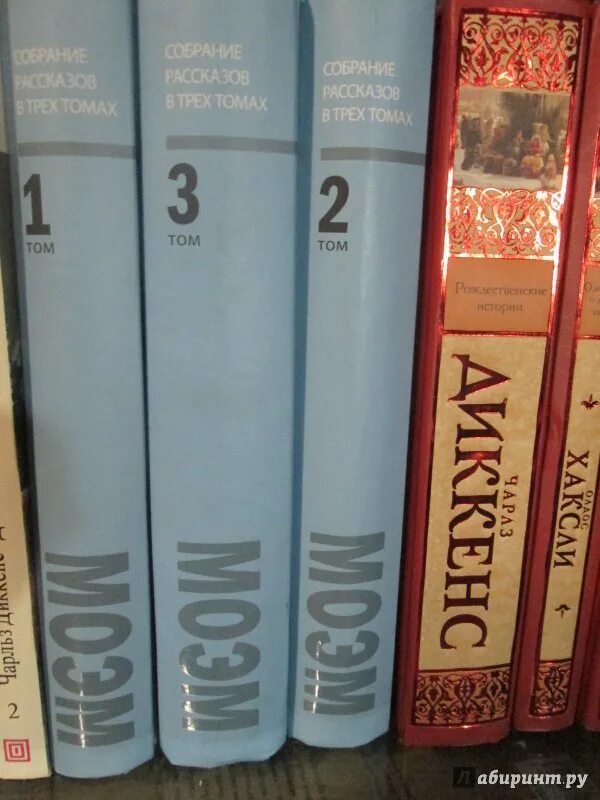 Чарльз Диккенс
2
СОБРАНИЕ
РАССКАЗОВ
В ТРЕХ ТОМАХ
1
ТОМ
МОЭМ
СОБРАНИЕ
РАССКАЗОВ
В ТРЕХ ТОМАХ
3
ТОМ
МОЭМ
СОБРАНИЕ
РАССКАЗОВ
В ТРЕХ ТОМАХ
2
ТОМ
МОЭМ
Рождественские
истории
ЧАРЛЗ
ДИККЕНС
ОЛДОС
ХАКСЛИ
Лабиринт.ру